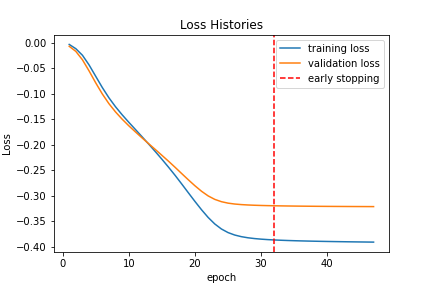 Loss Histories
0.00
−0.05
−0.10
−0.15
−0.20
−0.25
−0.30
−0.35
−0.40
Loss
training loss
validation loss
early stopping
0 10 20 30 40
epoch